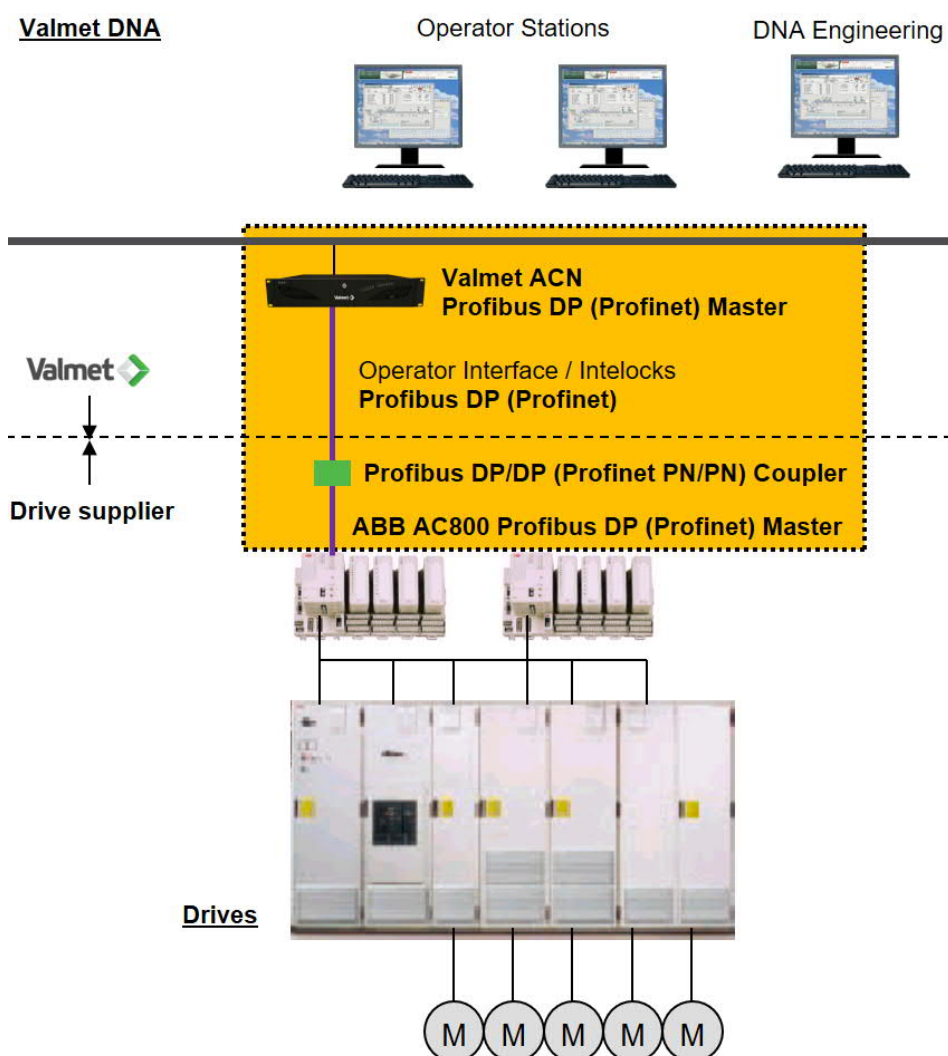 Valmet DNA
Operator Stations
DNA Engineering
Valmet ACN
Profibus DP (Profinet) Master
Valmet
Operator Interface / Intelocks
Profibus DP (Profinet)
Profibus DP/DP (Profinet PN/PN) Coupler
Drive supplier
ABB AC800 Profibus DP (Profinet) Master
Drives
M M M M M